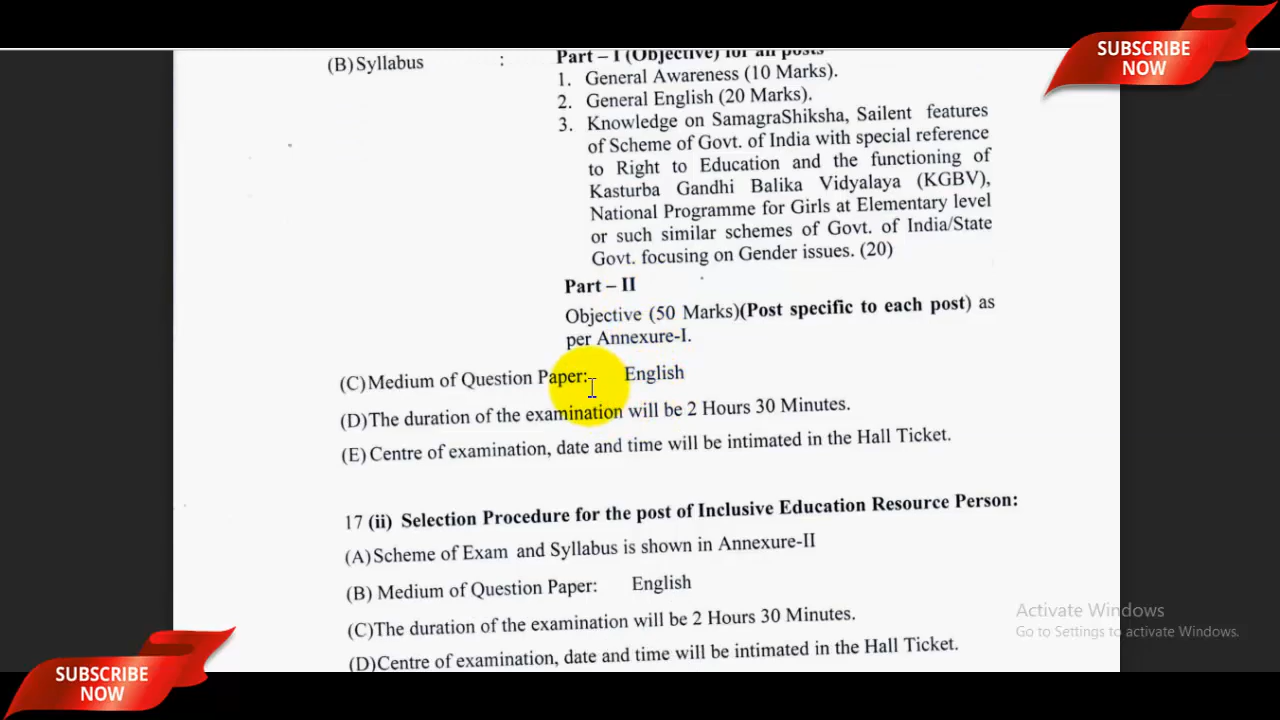 SUBSCRIBE
NOW
(B) Syllabus :
Part – I (Objective) for all posts
1. General Awareness (10 Marks).
2. General English (20 Marks).
3. Knowledge on SamagraShiksha, Sailent features
of Scheme of Govt. of India with special reference
to Right to Education and the functioning of
Kasturba Gandhi Balika Vidyalaya (KGBV),
National Programme for Girls at Elementary level
or such similar schemes of Govt. of India/State
Govt. focusing on Gender issues. (20)
Part – II
Objective (50 Marks)(Post specific to each post) as
per Annexure-I.
(C) Medium of Question Paper: English
(D) The duration of the examination will be 2 Hours 30 Minutes.
(E) Centre of examination, date and time will be intimated in the Hall Ticket.
17 (ii) Selection Procedure for the post of Inclusive Education Resource Person:
(A) Scheme of Exam and Syllabus is shown in Annexure-II
(B) Medium of Question Paper: English
(C) The duration of the examination will be 2 Hours 30 Minutes.
(D) Centre of examination, date and time will be intimated in the Hall Ticket.
Activate Windows
Go to Settings to activate Windows.
SUBSCRIBE
NOW